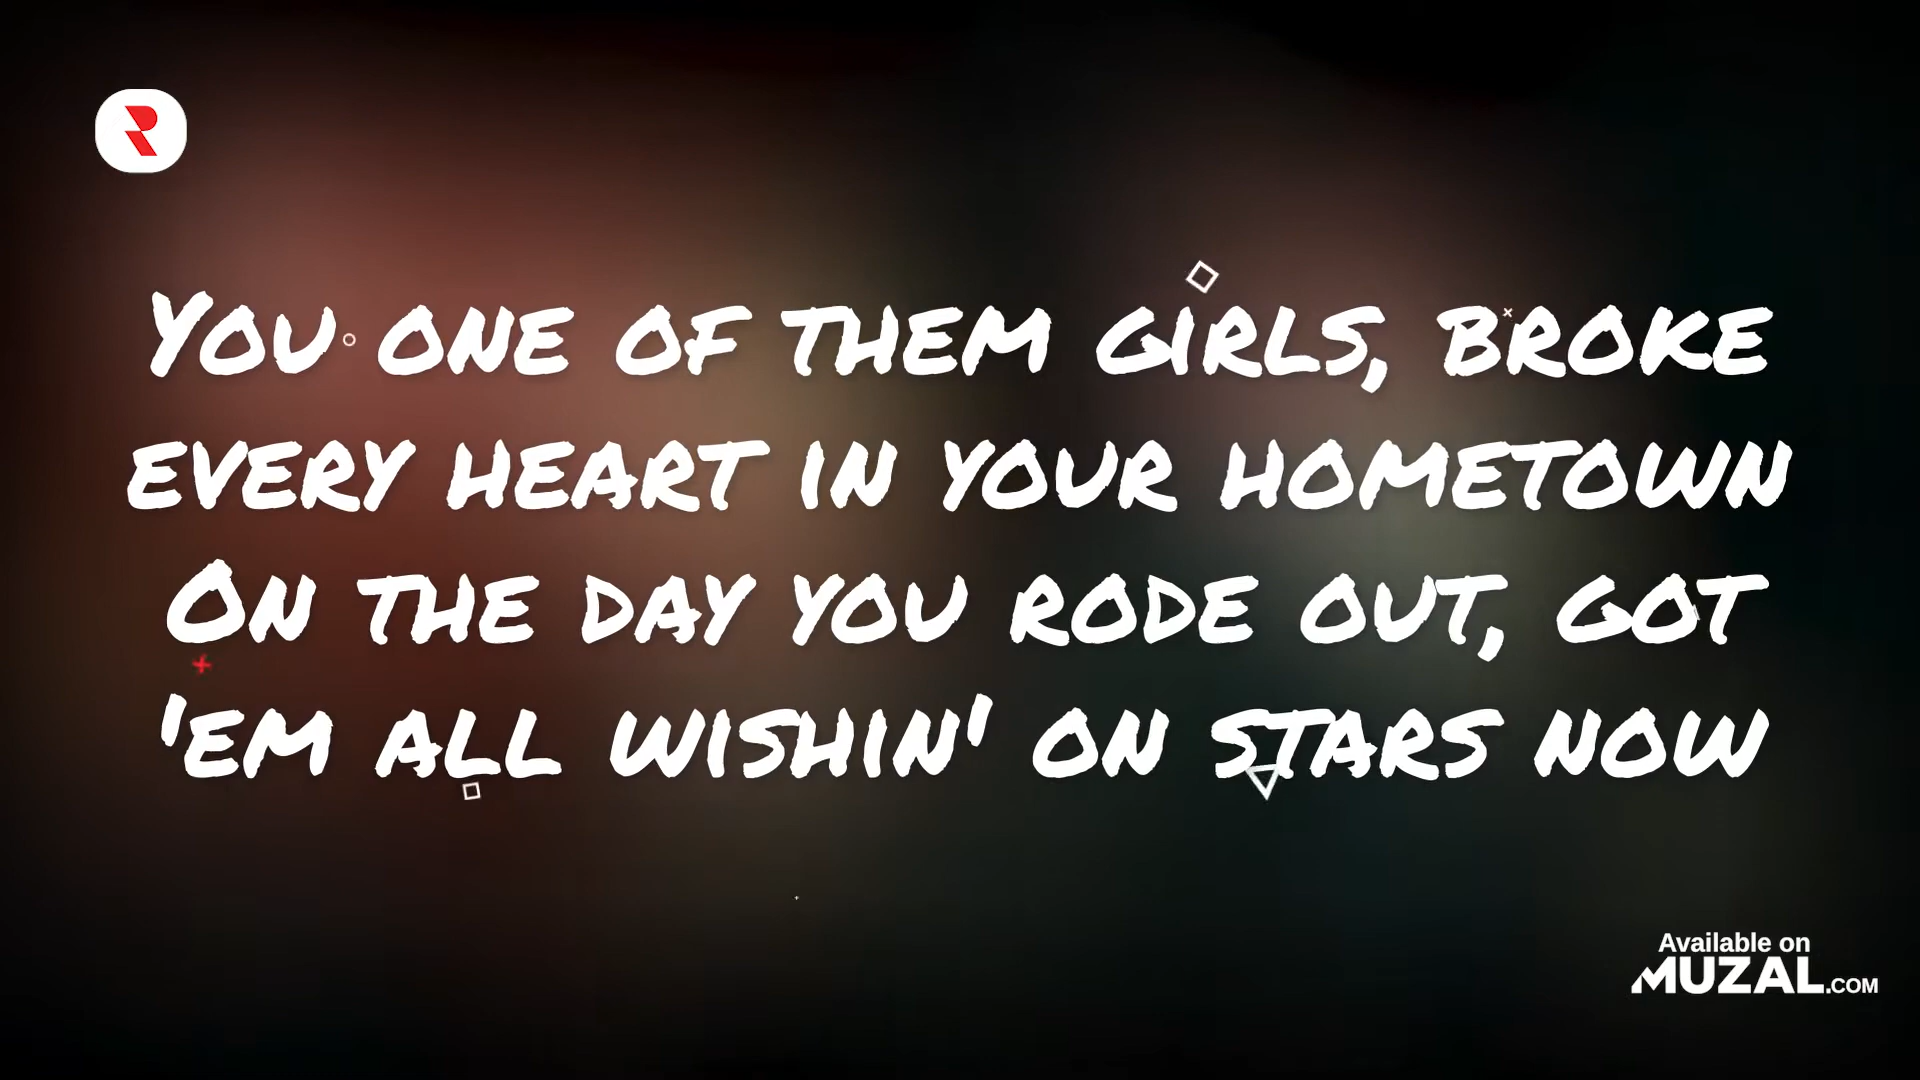 You one of them girls, broke
every heart in your hometown
On the day you rode out, got
'em all wishin' on stars now
Available on
MUZAL.COM